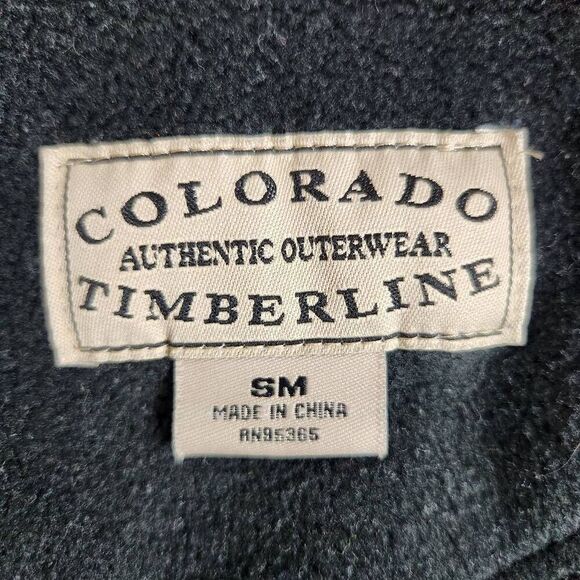 COLORADO
AUTHENTIC OUTERWEAR
TIMBERLINE
SM
MADE IN CHINA
RN95365